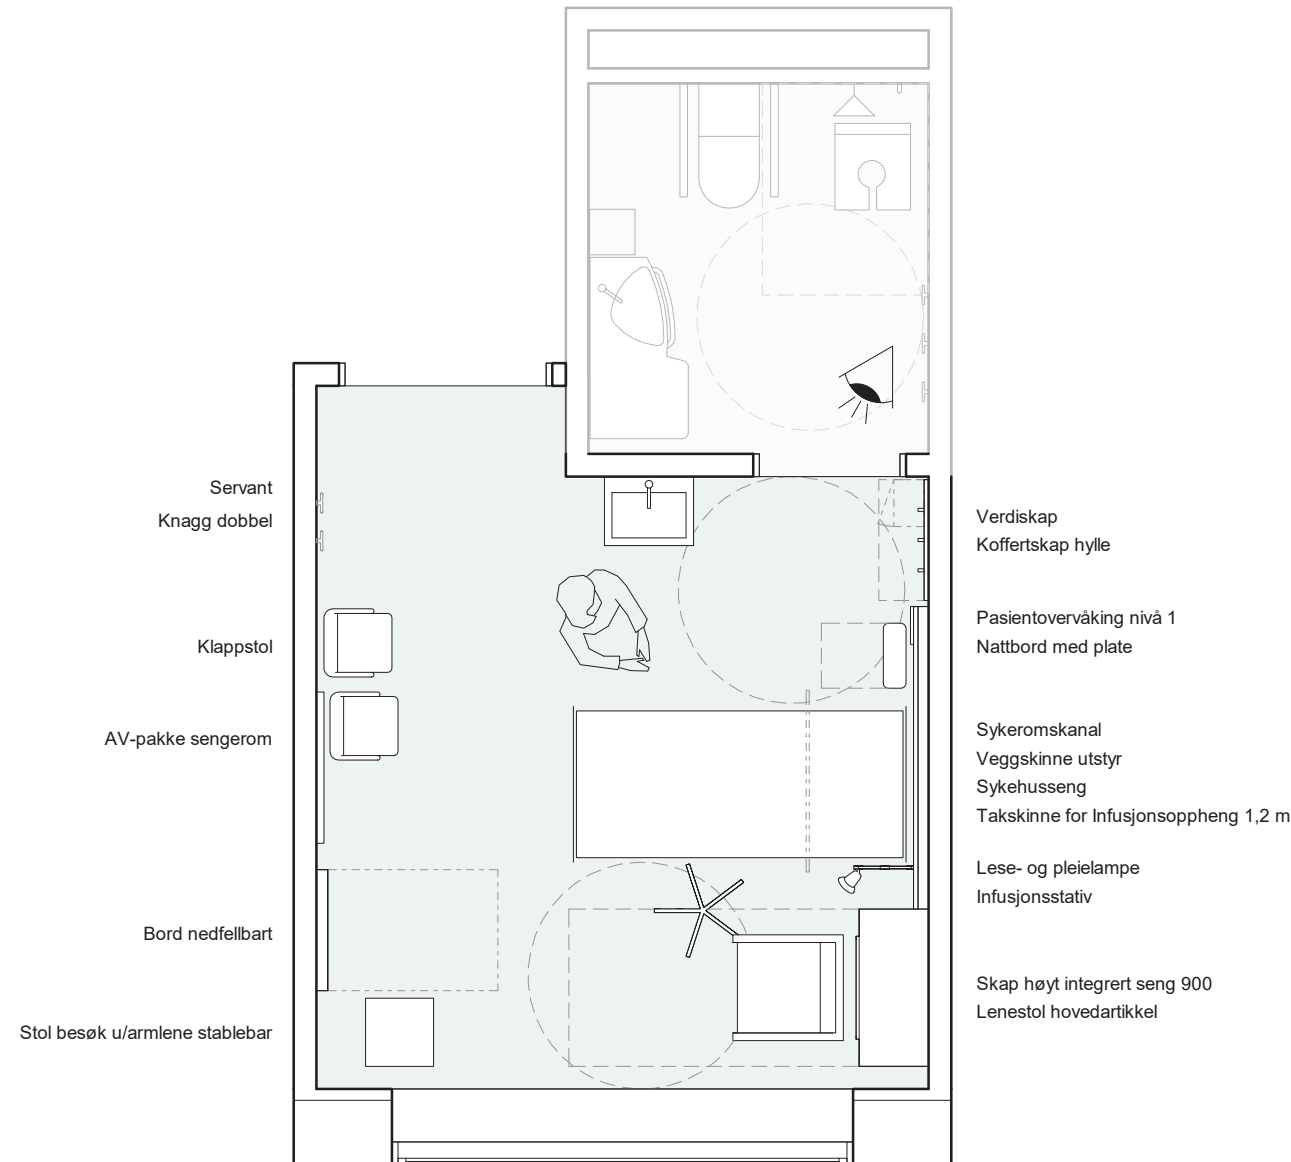 Servant
Knagg dobbel
Klappstol
AV-pakke sengerom
Bord nedfellbart
Stol besøk u/armlene stablebar
Verdiskap
Koffertskap hylle
Pasientovervåking nivå 1
Nattbord med plate
Sykeromskanal
Veggskinne utstyr
Sykehusseng
Takskinne for Infusjonsoppheng 1,2 m
Lese- og pleielampe
Infusjonsstativ
Skap høyt integrert seng 900
Lenestol hovedartikkel